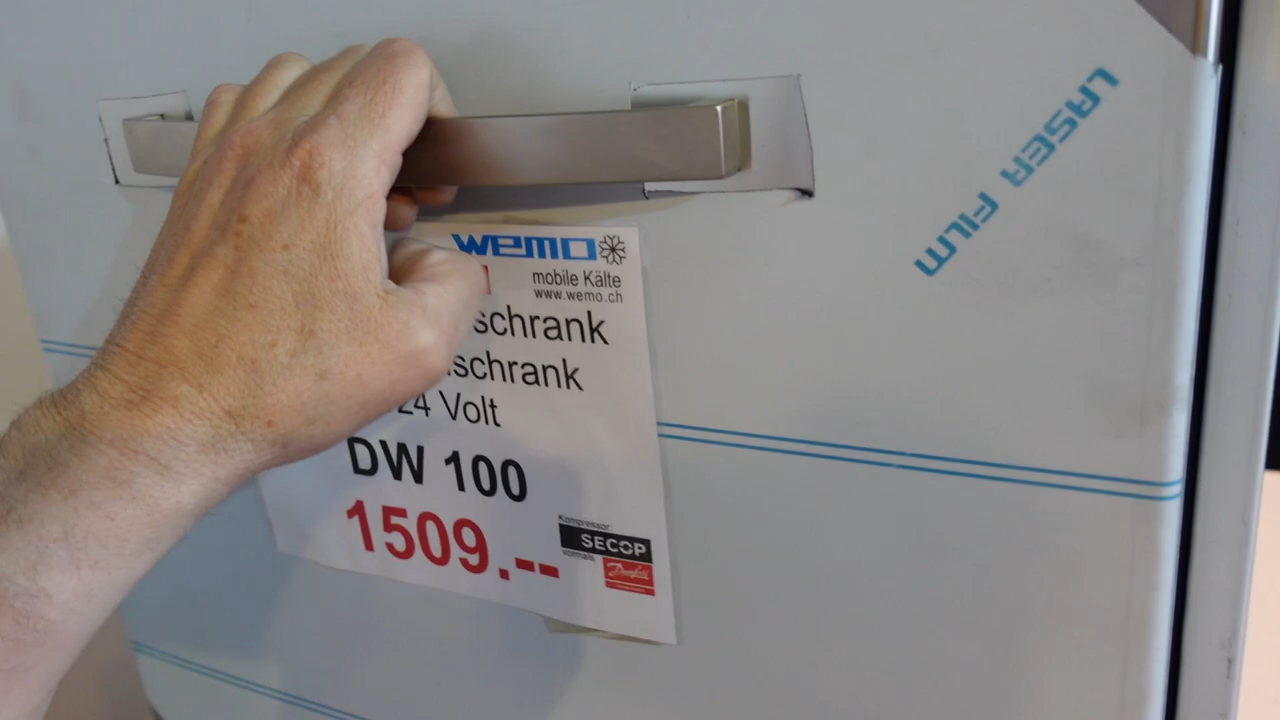 wemo
mobile Kälte
www.wemo.ch
schrank
schrank
24 Volt
DW 100
1509.--
Kompressor:
SECOP
vormals
Danfoss
LASER FILM